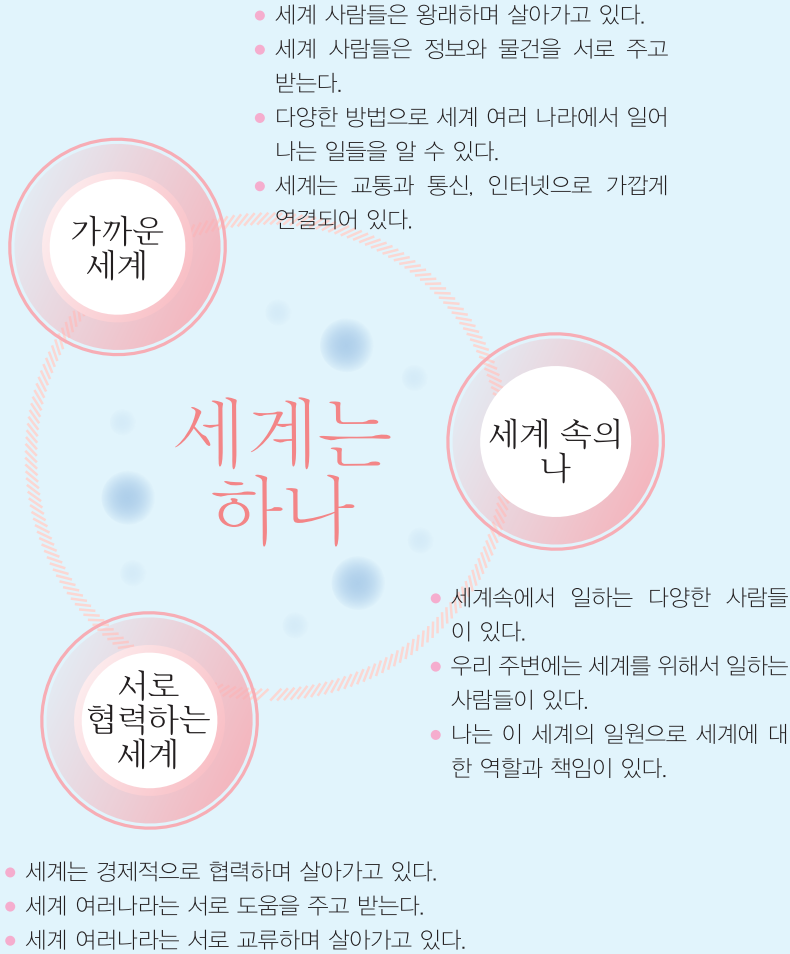 세계 사람들은 왕래하며 살아가고 있다.
세계 사람들은 정보와 물건을 서로 주고
받는다.
다양한 방법으로 세계 여러 나라에서 일어
나는 일들을 알 수 있다.
세계는 교통과 통신, 인터넷으로 가깝게
연결되어 있다.
가까운
세계
세계는
하나
세계 속의
나
세계속에서 일하는 다양한 사람들
이 있다.
우리 주변에는 세계를 위해서 일하는
사람들이 있다.
나는 이 세계의 일원으로 세계에 대
한 역할과 책임이 있다.
서로
협력하는
세계
세계는 경제적으로 협력하며 살아가고 있다.
세계 여러나라는 서로 도움을 주고 받는다.
세계 여러나라는 서로 교류하며 살아가고 있다.